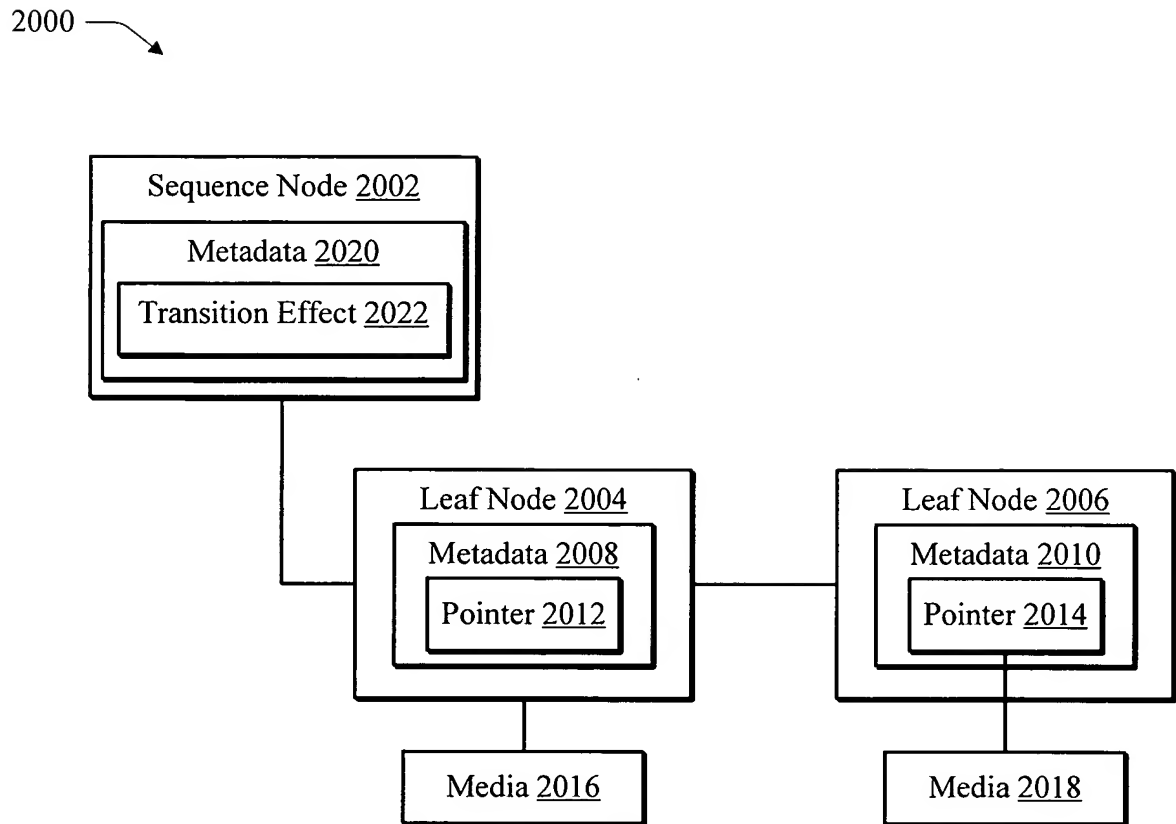 2000
Sequence Node 2002
Metadata 2020
Transition Effect 2022
Leaf Node 2004
Metadata 2008
Pointer 2012
Leaf Node 2006
Metadata 2010
Pointer 2014
Media 2016
Media 2018